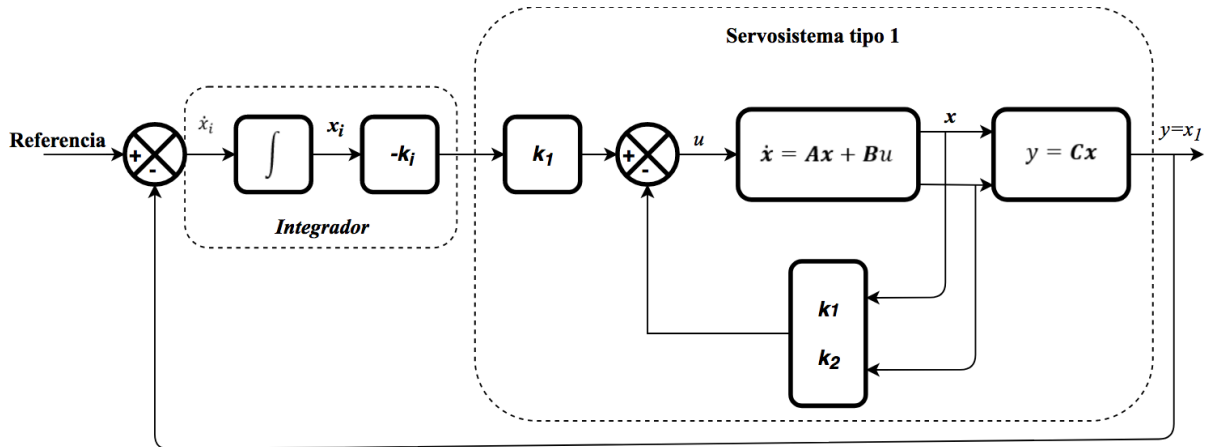 Servosistema tipo 1
Referencia
+
-
ẋᵢ
∫
xᵢ
-kᵢ
Integrador
k₁
+
-
u
ẋ = Ax + Bu
x
y = Cx
y=x₁
k1
k₂